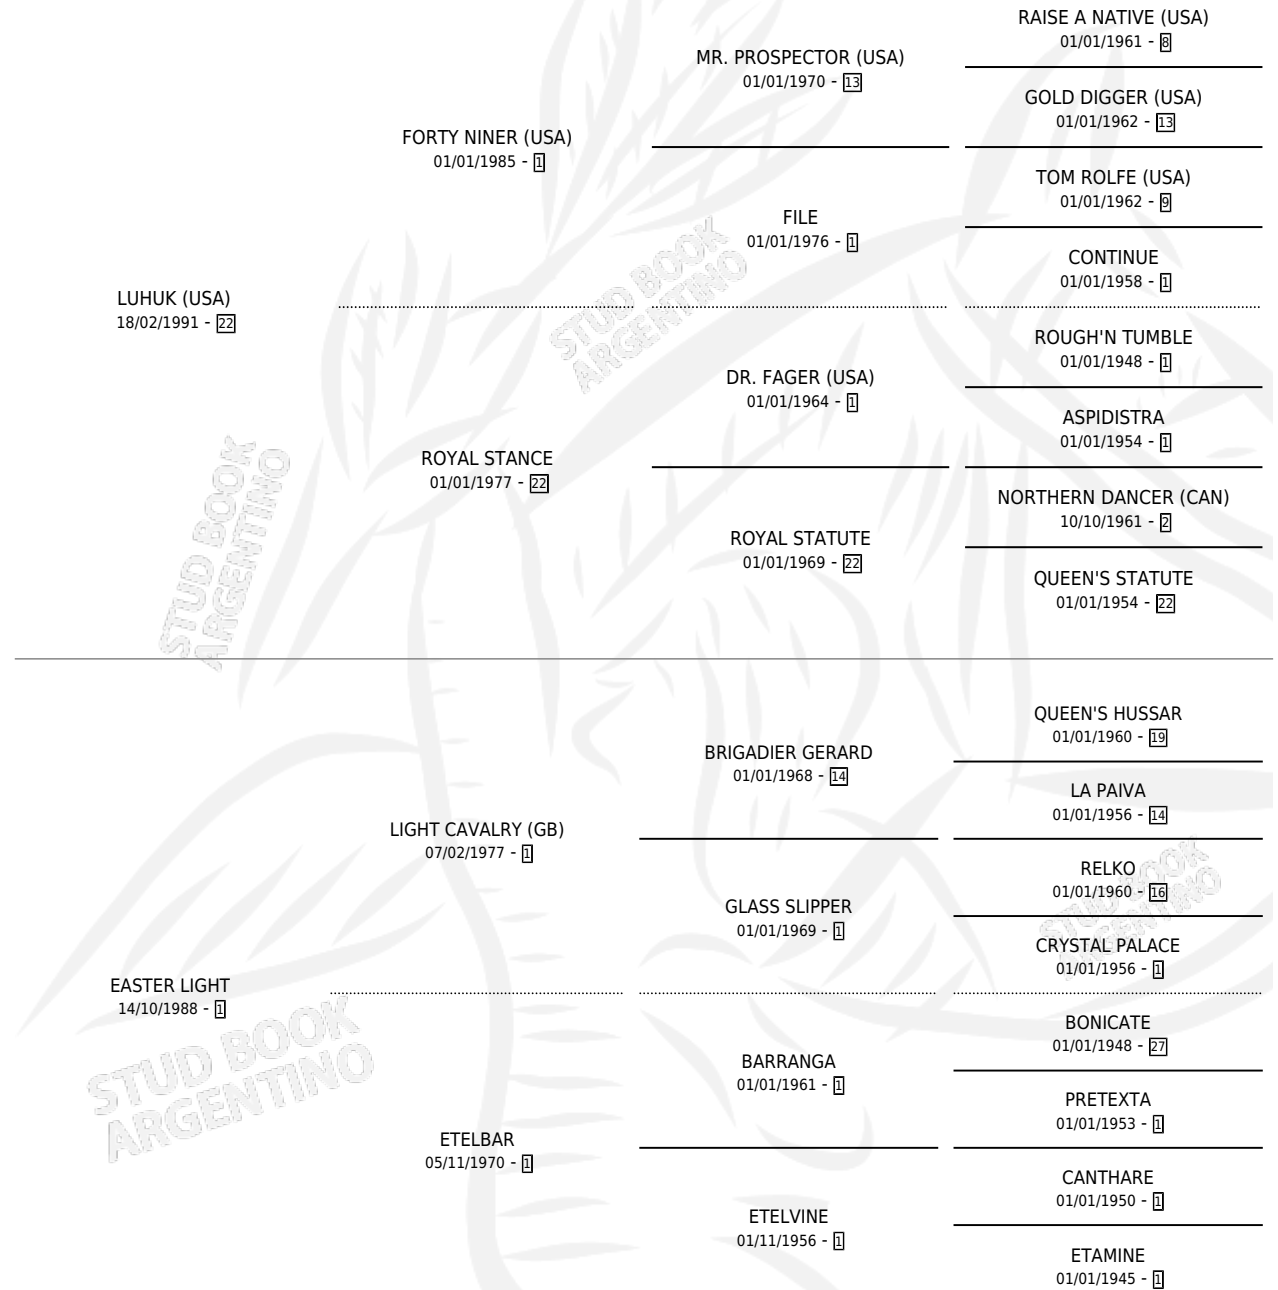 RAISE A NATIVE (USA)
01/01/1961 - 8
MR. PROSPECTOR (USA)
01/01/1970 - 13
GOLD DIGGER (USA)
01/01/1962 - 13
FORTY NINER (USA)
01/01/1985 - 1
TOM ROLFE (USA)
01/01/1962 - 9
FILE
01/01/1976 - 1
CONTINUE
01/01/1958 - 1
LUHUK (USA)
18/02/1991 - 22
STUD BOOK
ARGENTINO
ROUGH'N TUMBLE
01/01/1948 - 1
DR. FAGER (USA)
01/01/1964 - 1
ASPIDISTRA
01/01/1954 - 1
ROYAL STANCE
01/01/1977 - 22
NORTHERN DANCER (CAN)
10/10/1961 - 2
ROYAL STATUTE
01/01/1969 - 22
QUEEN'S STATUTE
01/01/1954 - 22
STUD BOOK
ARGENTINO
QUEEN'S HUSSAR
01/01/1960 - 19
BRIGADIER GERARD
01/01/1968 - 14
LA PAIVA
01/01/1956 - 14
LIGHT CAVALRY (GB)
07/02/1977 - 1
RELKO
01/01/1960 - 16
STUD BOOK
ARGENTINO
GLASS SLIPPER
01/01/1969 - 1
CRYSTAL PALACE
01/01/1956 - 1
EASTER LIGHT
14/10/1988 - 1
STUD BOOK
ARGENTINO
BONICATE
01/01/1948 - 27
BARRANGA
01/01/1961 - 1
PRETEXTA
01/01/1953 - 1
ETELBAR
05/11/1970 - 1
CANTHARE
01/01/1950 - 1
ETELVINE
01/11/1956 - 1
ETAMINE
01/01/1945 - 1